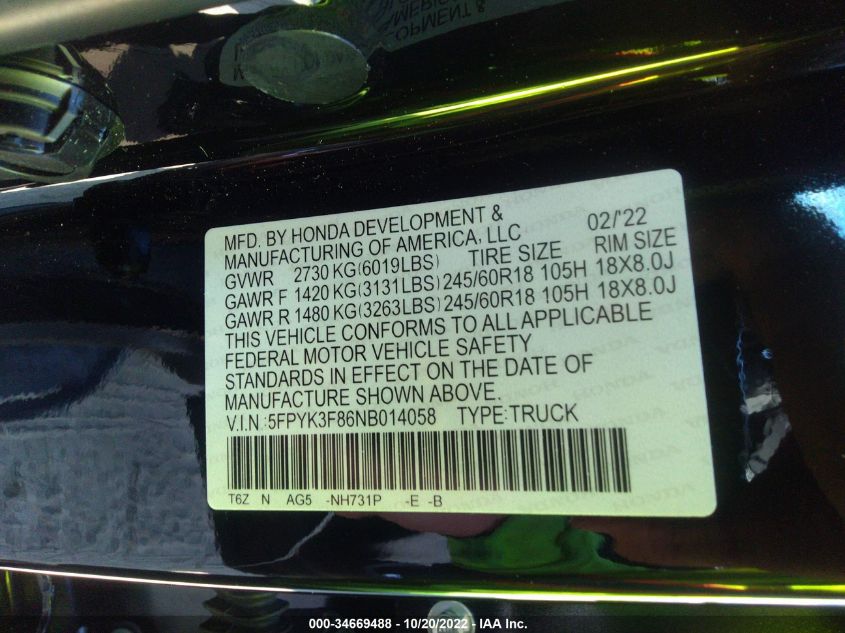 MFD. BY HONDA DEVELOPMENT & 02/'22
MANUFACTURING OF AMERICA, LLC
GVWR 2730 KG(6019LBS) TIRE SIZE RIM SIZE
GAWR F 1420 KG(3131LBS) 245/60R18 105H 18X8.0J
GAWR R 1480 KG(3263LBS) 245/60R18 105H 18X8.0J
THIS VEHICLE CONFORMS TO ALL APPLICABLE
FEDERAL MOTOR VEHICLE SAFETY
STANDARDS IN EFFECT ON THE DATE OF
MANUFACTURE SHOWN ABOVE.
V.I.N:5FPYK3F86NB014058 TYPE:TRUCK
T6Z N AG5 -NH731P -E -B
000-34669488 - 10/20/2022 - IAA Inc.